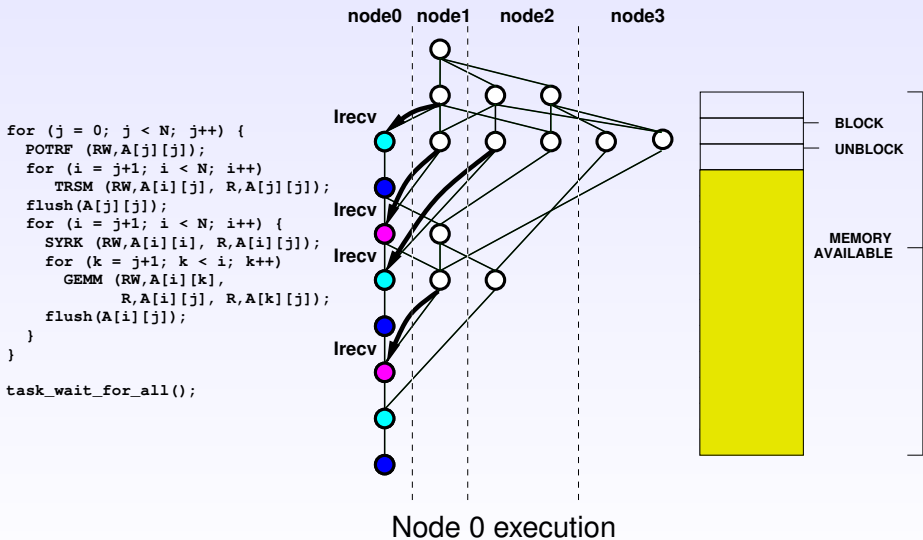 node0 node1 node2 node3
for (j = 0; j < N; j++) {
POTRF (RW,A[j][j]);
for (i = j+1; i < N; i++)
TRSM (RW,A[i][j], R,A[j][j]);
flush(A[j][j]);
for (i = j+1; i < N; i++) {
SYRK (RW,A[i][i], R,A[i][j]);
for (k = j+1; k < i; k++)
GEMM (RW,A[i][k],
R,A[i][j], R,A[k][j]);
flush(A[i][j]);
}
}
task_wait_for_all();
Irecv
Irecv
Irecv
Irecv
BLOCK
UNBLOCK
MEMORY
AVAILABLE
Node 0 execution